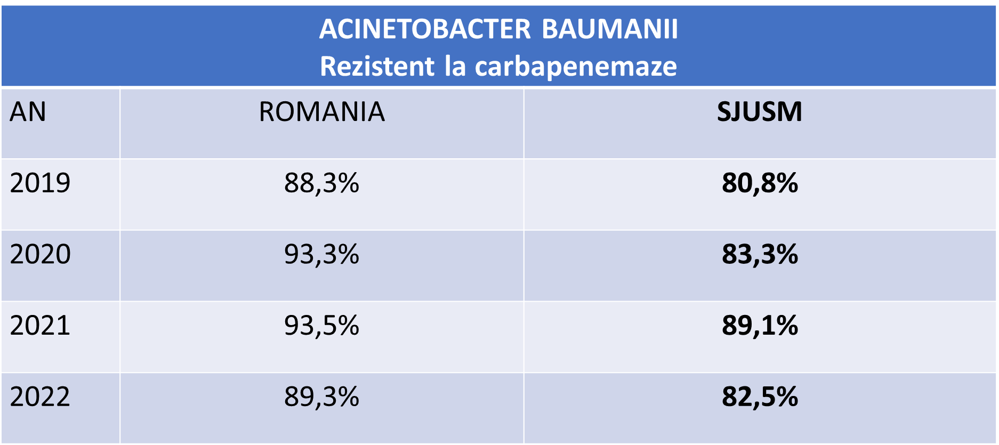 ACINETOBACTER BAUMANII
Rezistent la carbapenemaze
AN ROMANIA SJUSM
2019 88,3% 80,8%
2020 93,3% 83,3%
2021 93,5% 89,1%
2022 89,3% 82,5%